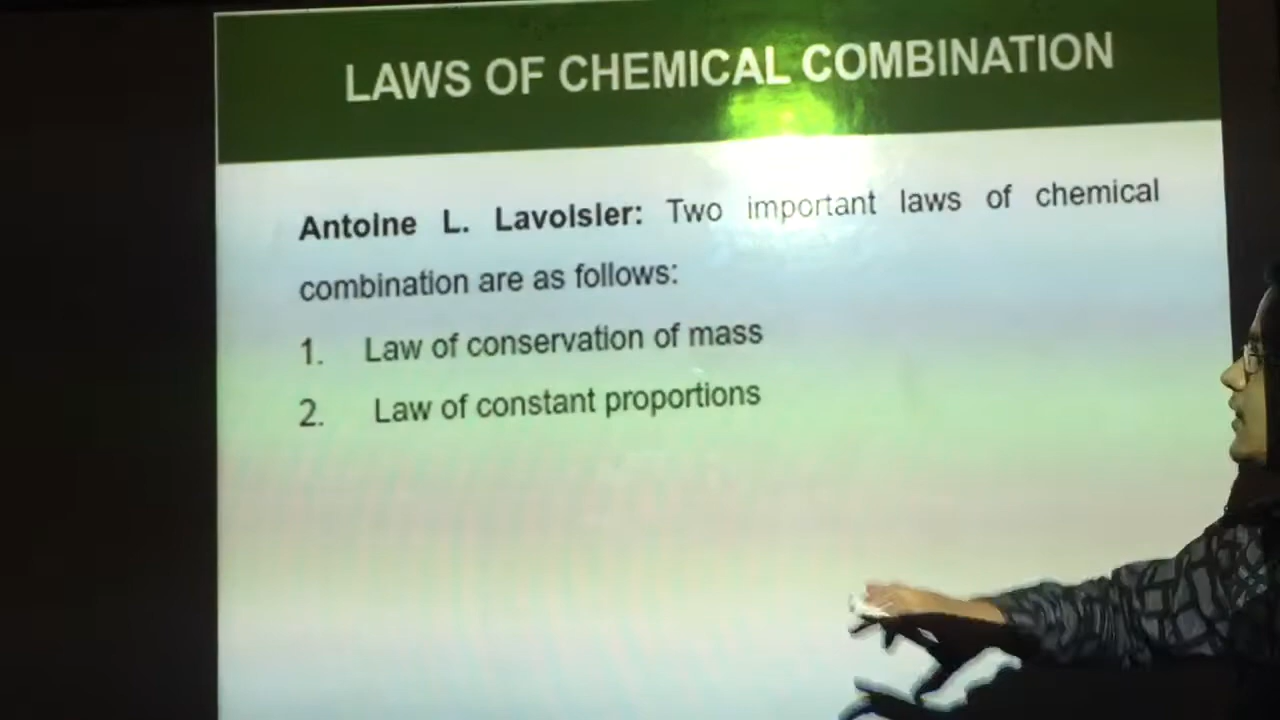 LAWS OF CHEMICAL COMBINATION
Antoine L. Lavoisier: Two important laws of chemical
combination are as follows:
1. Law of conservation of mass
2. Law of constant proportions